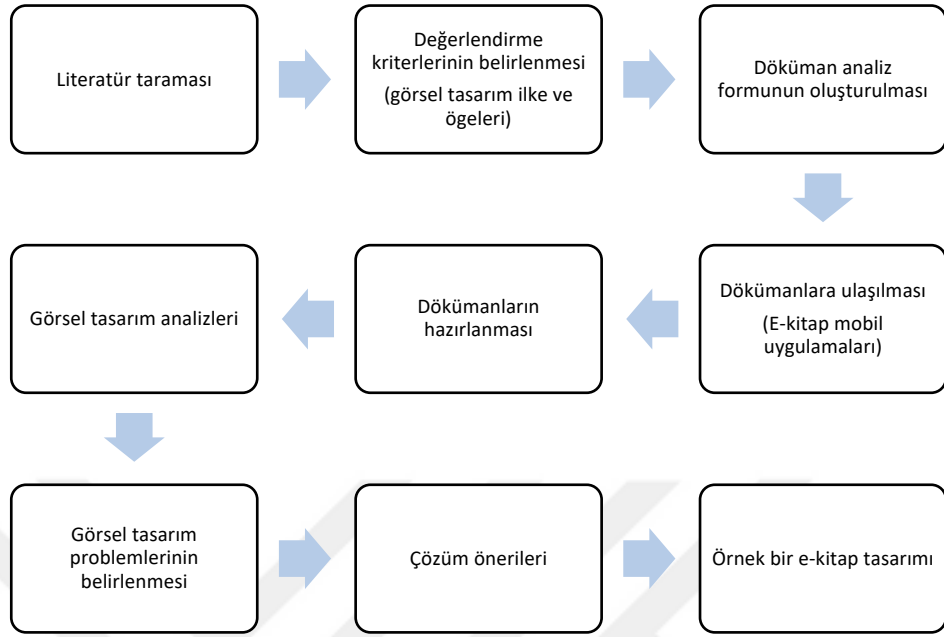 Literatür taraması
Değerlendirme
kriterlerinin belirlenmesi
(görsel tasarım ilke ve
ögeleri)
Döküman analiz
formunun oluşturulması
Dökümanlara ulaşılması
(E-kitap mobil
uygulamaları)
Dökümanların
hazırlanması
Görsel tasarım analizleri
Görsel tasarım
problemlerinin
belirlenmesi
Çözüm önerileri
Örnek bir e-kitap tasarımı